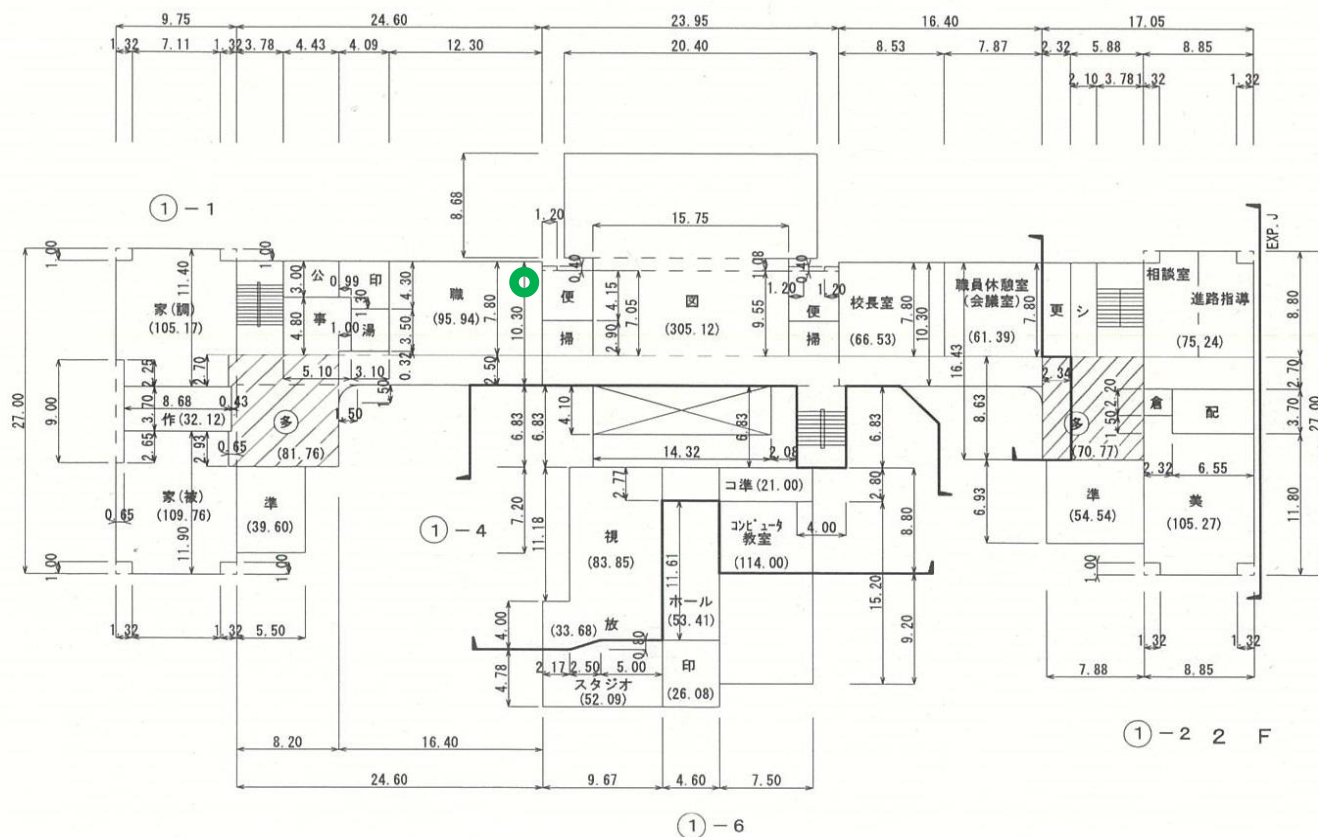 9.75 24.60 23.95 16.40 17.05
1.32 7.11 1.32 3.78 4.43 4.09 12.30 20.40 8.53 7.87 2.32 5.88 8.85
2.10 3.78 1.32 1.32
①-1
8.68
1.20
15.75
EXP.J
27.00
1.00
11.40
1.00
家(調)
(105.17)
公
3.00
0.99
印
1.30
4.30
事
4.80
1.00
湯
3.50
0.32
5.10 3.10
職
(95.94)
7.80
10.30
2.50
便
掃
0.40
4.15
2.90
7.05
図
(305.12)
9.55
1.08
0.40
1.20 1.20
便
掃
校長室
(66.53)
7.80
10.30
職員休憩室
(会議室)
(61.39)
7.80
16.43
更 シ
相談室
進路指導
(75.24)
8.80
2.70
3.70
27.00
11.80
9.00
2.25
8.68 0.43
3.70
作(32.12)
2.65
2.70
2.93
0.65
多
(81.76)
1.50
1.50
6.83
6.83
4.10
14.32 2.08
6.83
6.83
8.63
2.34
2.20
1.50
多
(70.77)
倉
配
2.32 6.55
0.65
家(被)
(109.76)
11.90
1.00
1.00
準
(39.60)
①-4
7.20
11.18
2.77
コ準(21.00)
2.80
視
(83.85)
11.61
コンピュータ
教室
(114.00)
4.00
8.80
15.20
9.20
6.93
準
(54.54)
美
(105.27)
1.00
1.32 1.32
5.50
4.00
放
(33.68)
0.80
ホール
(53.41)
4.78
2.17 2.50 5.00
スタジオ
(52.09)
印
(26.08)
1.32 1.32
7.88 8.85
8.20 16.40
①-2 2 F
24.60 9.67 4.60 7.50
①-6